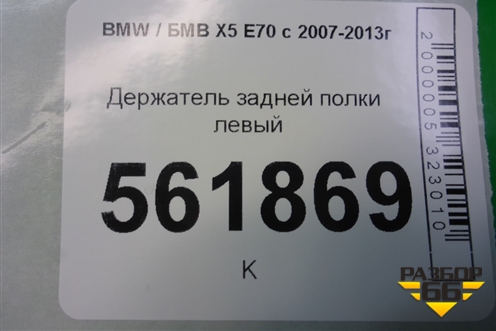 BMW / БМВ X5 E70 с 2007-2013г
Держатель задней полки
левый
561869
К
2000005323010
РАЗБОР
66